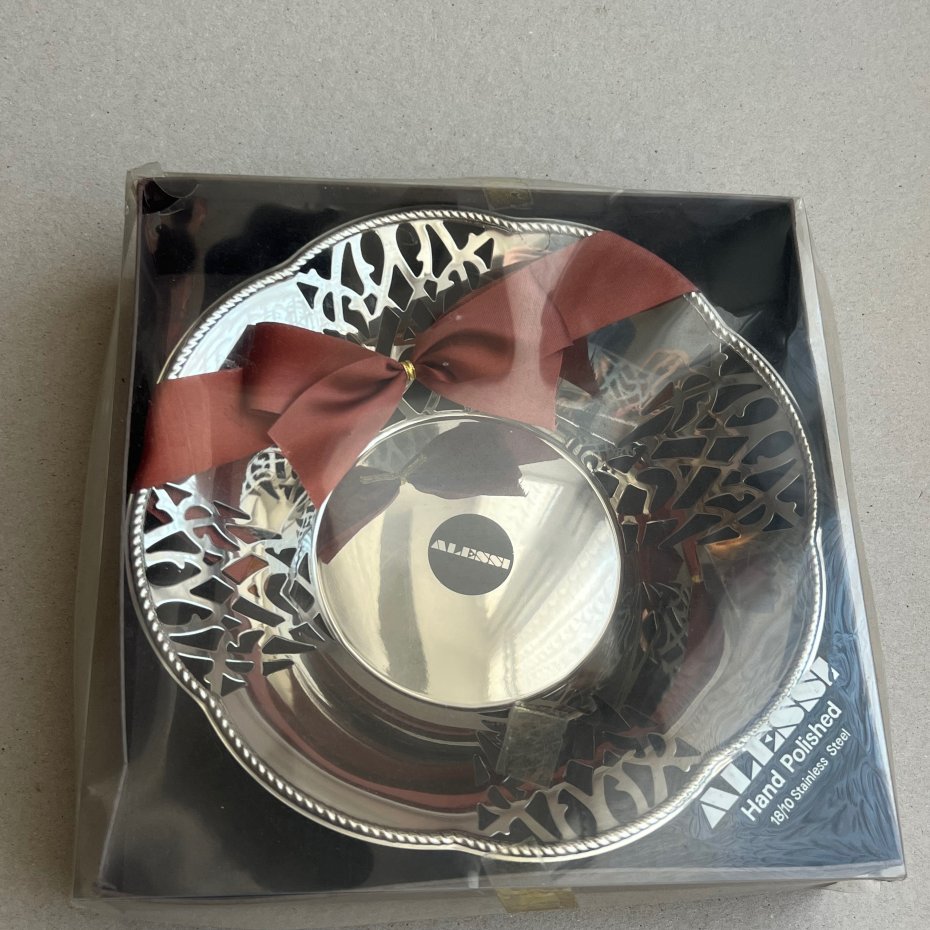 ALESSI
ALESSI
Hand Polished
18/10 Stainless Steel